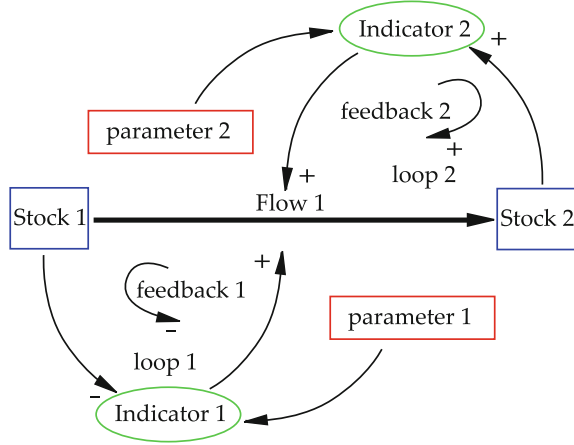 Indicator 2
+
parameter 2
feedback 2
+
loop 2
+
Flow 1
Stock 1
Stock 2
+
feedback 1
-
loop 1
parameter 1
-
Indicator 1